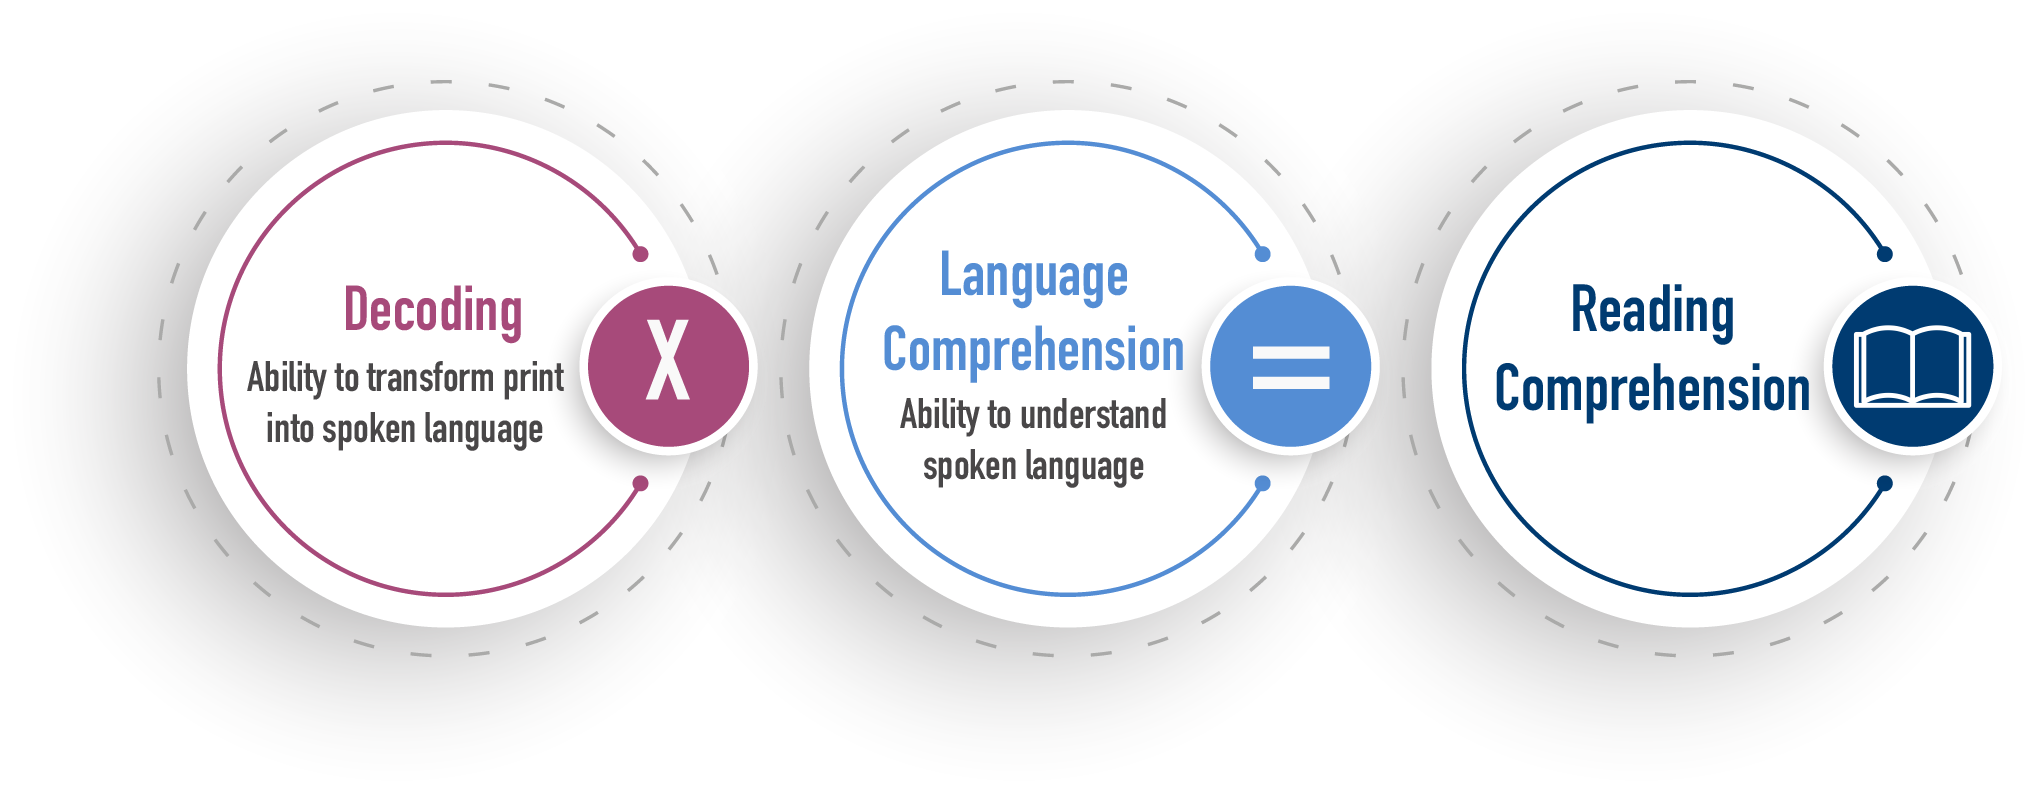 Decoding
Ability to transform print
into spoken language
X
Language
Comprehension
Ability to understand
spoken language
=
Reading
Comprehension